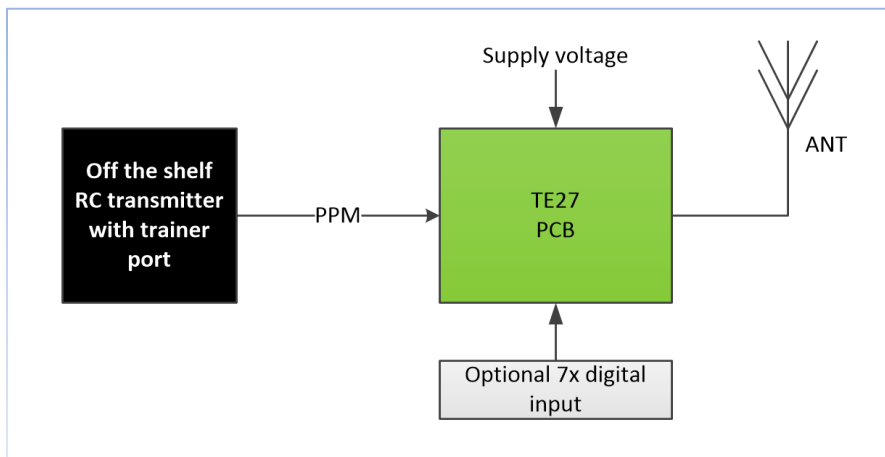 Supply voltage
ANT
Off the shelf
RC transmitter
with trainer
port
PPM
TE27
PCB
Optional 7x digital
input